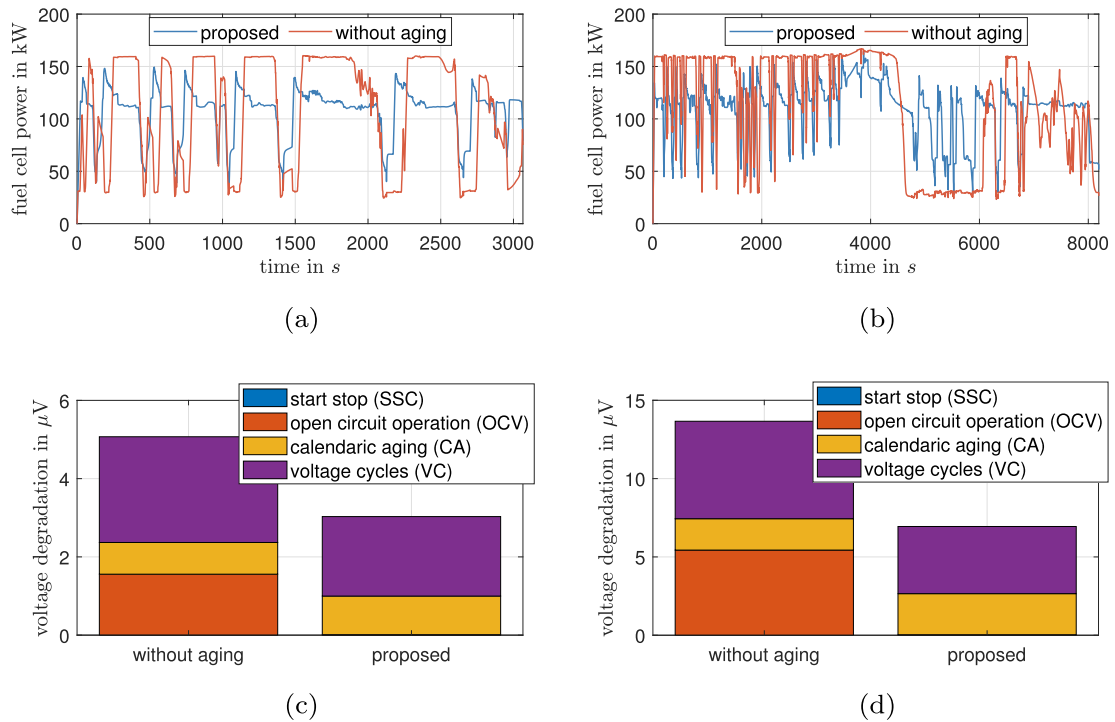 200
150
100
50
0
fuel cell power in kW
proposed
without aging
0 500 1000 1500 2000 2500 3000
time in s
(a)
200
150
100
50
0
fuel cell power in kW
proposed
without aging
0 2000 4000 6000 8000
time in s
(b)
6
4
2
0
voltage degradation in μV
start stop (SSC)
open circuit operation (OCV)
calendaric aging (CA)
voltage cycles (VC)
without aging
proposed
(c)
15
10
5
0
voltage degradation in μV
start stop (SSC)
open circuit operation (OCV)
calendaric aging (CA)
voltage cycles (VC)
without aging
proposed
(d)